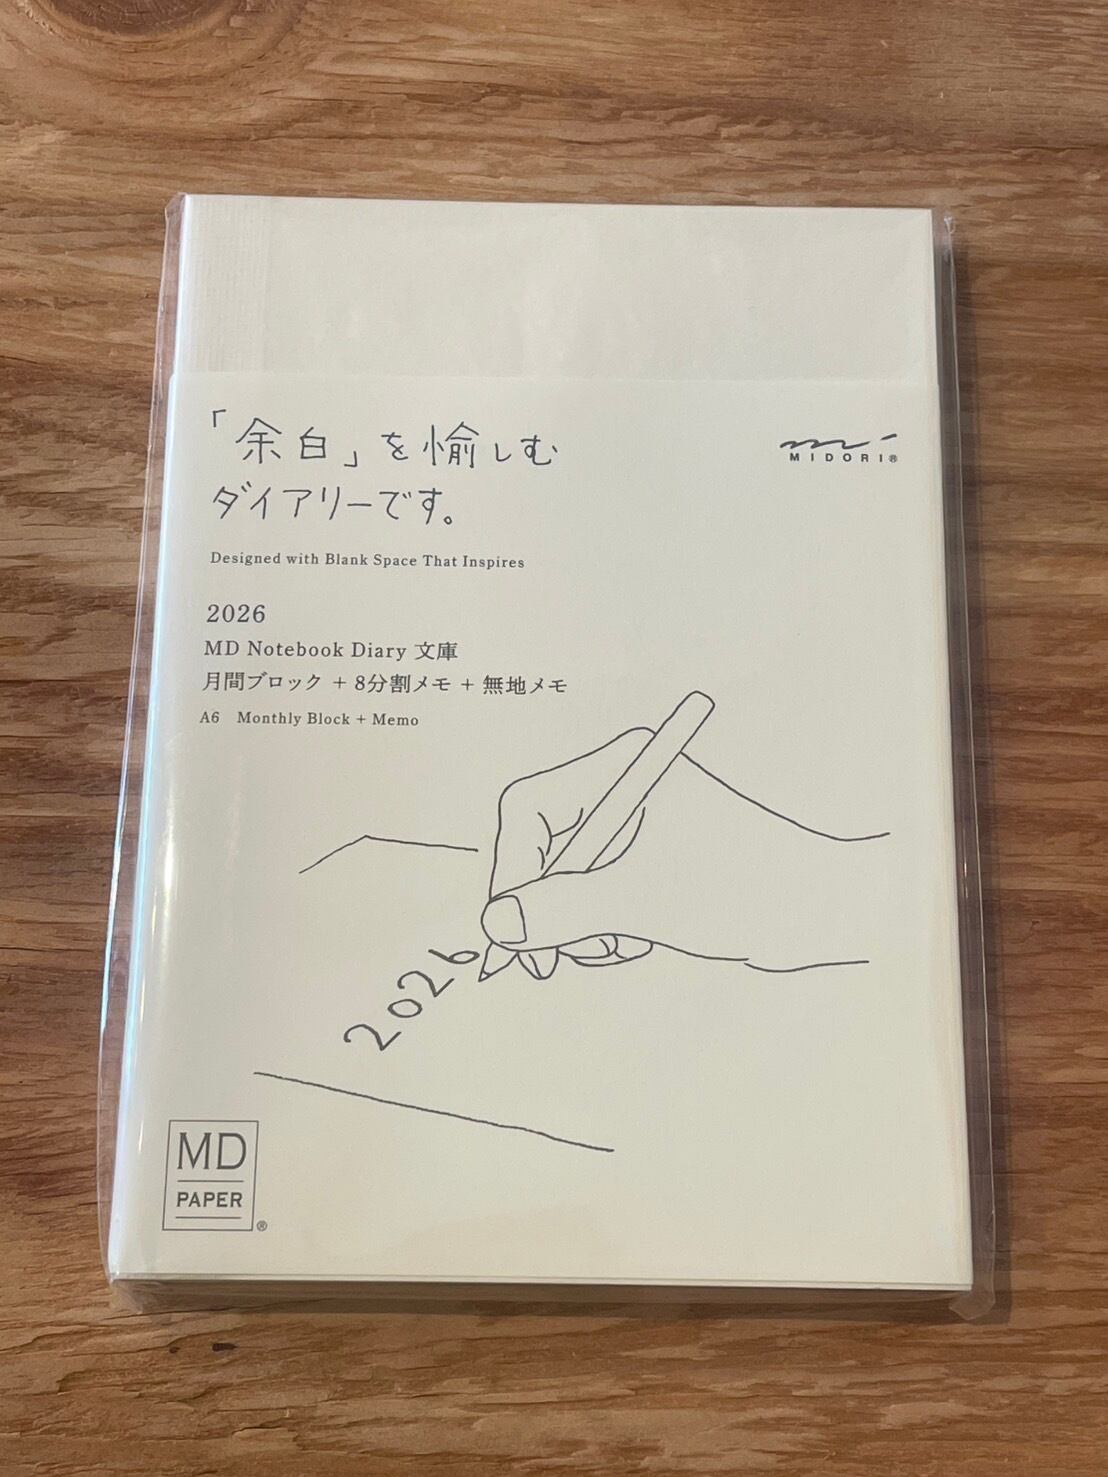 「余白」を愉しむ
ダイアリーです。
MIDORI®
Designed with Blank Space That Inspires
2026
MD Notebook Diary 文庫
月間ブロック + 8分割メモ + 無地メモ
A6 Monthly Block + Memo
2026
MD
PAPER
®